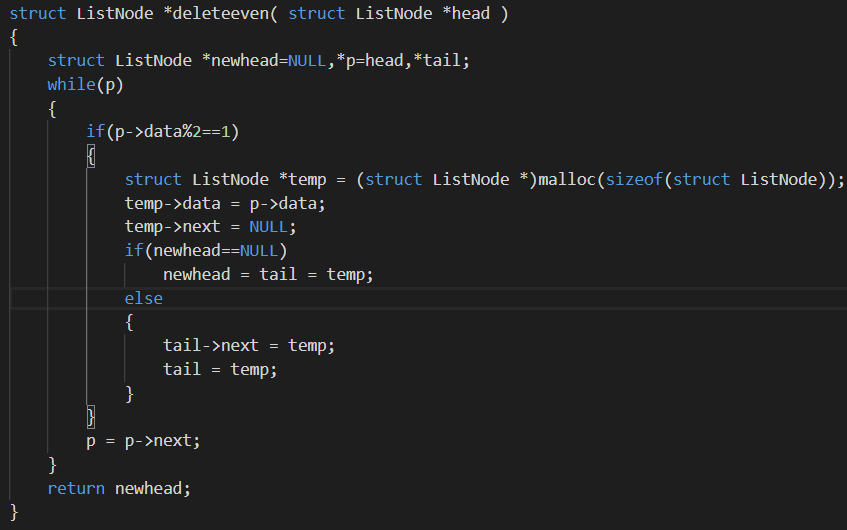 struct ListNode *deleteeven( struct ListNode *head )
{
    struct ListNode *newhead=NULL,*p=head,*tail;
    while(p)
    {
        if(p->data%2==1)
        {
            struct ListNode *temp = (struct ListNode *)malloc(sizeof(struct ListNode));
            temp->data = p->data;
            temp->next = NULL;
            if(newhead==NULL)
                newhead = tail = temp;
            else
            {
                tail->next = temp;
                tail = temp;
            }
        }
        p = p->next;
    }
    return newhead;
}